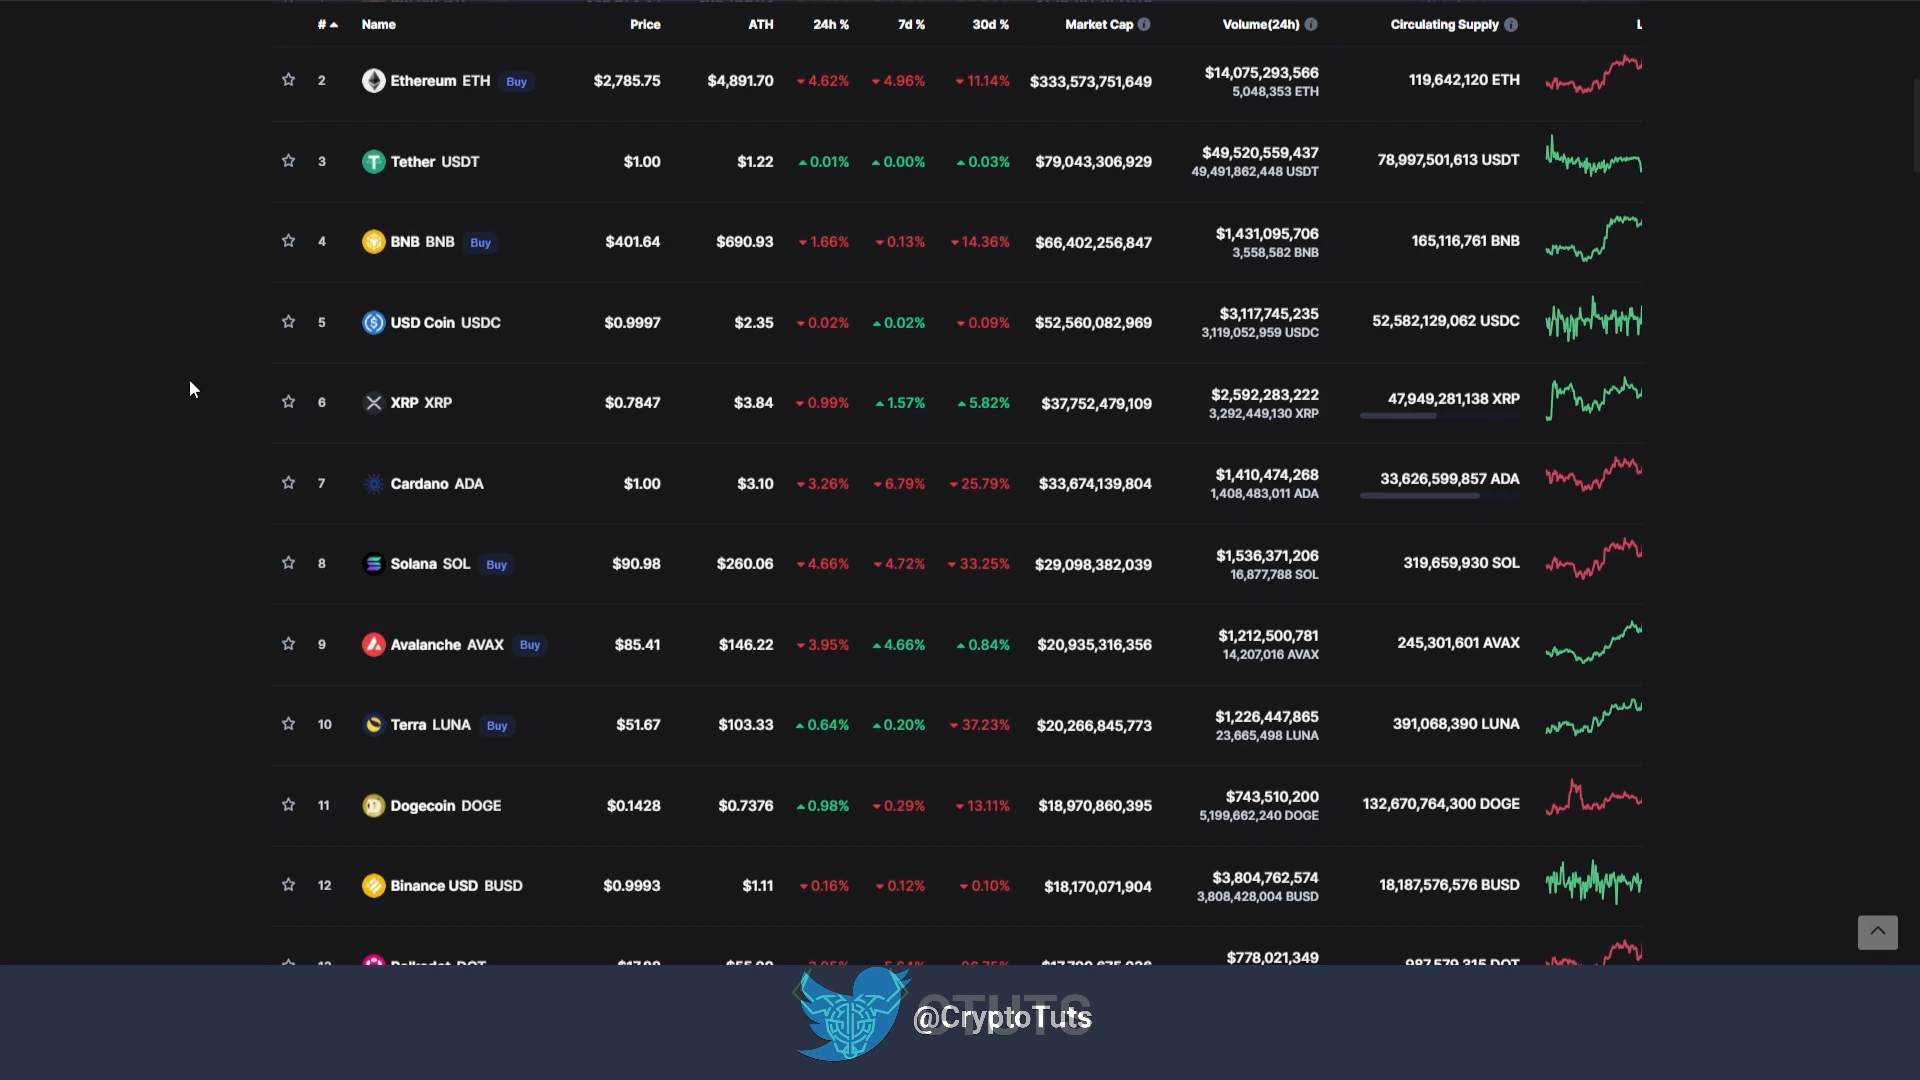 # Name Price ATH 24h % 7d % 30d % Market Cap Volume(24h) Circulating Supply L
2 Ethereum ETH Buy $2,785.75 $4,891.70 4.62% 4.96% 11.14% $333,573,751,649 $14,075,293,566 119,642,120 ETH
5,048,353 ETH
3 Tether USDT $1.00 $1.22 0.01% 0.00% 0.03% $79,043,306,929 $49,520,559,437 78,997,501,613 USDT
49,491,862,448 USDT
4 BNB BNB Buy $401.64 $690.93 1.66% 0.13% 14.36% $66,402,256,847 $1,431,095,706 165,116,761 BNB
3,558,582 BNB
5 USD Coin USDC $0.9997 $2.35 0.02% 0.02% 0.09% $52,560,082,969 $3,117,745,235 52,582,129,062 USDC
3,119,052,959 USDC
6 XRP XRP $0.7847 $3.84 0.99% 1.57% 5.82% $37,752,479,109 $2,592,283,222 47,949,281,138 XRP
3,292,449,130 XRP
7 Cardano ADA $1.00 $3.10 3.26% 6.79% 25.79% $33,674,139,804 $1,410,474,268 33,626,599,857 ADA
1,408,483,011 ADA
8 Solana SOL Buy $90.98 $260.06 4.66% 4.72% 33.25% $29,098,382,039 $1,536,371,206 319,659,930 SOL
16,877,788 SOL
9 Avalanche AVAX Buy $85.41 $146.22 3.95% 4.66% 0.84% $20,935,316,356 $1,212,500,781 245,301,601 AVAX
14,207,016 AVAX
10 Terra LUNA Buy $51.67 $103.33 0.64% 0.20% 37.23% $20,266,845,773 $1,226,447,865 391,068,390 LUNA
23,665,498 LUNA
11 Dogecoin DOGE $0.1428 $0.7376 0.98% 0.29% 13.11% $18,970,860,395 $743,510,200 132,670,764,300 DOGE
5,199,662,240 DOGE
12 Binance USD BUSD $0.9993 $1.11 0.16% 0.12% 0.10% $18,170,071,904 $3,804,762,574 18,187,576,576 BUSD
3,808,428,004 BUSD
$778,021,349
CTUTS
@CryptoTuts